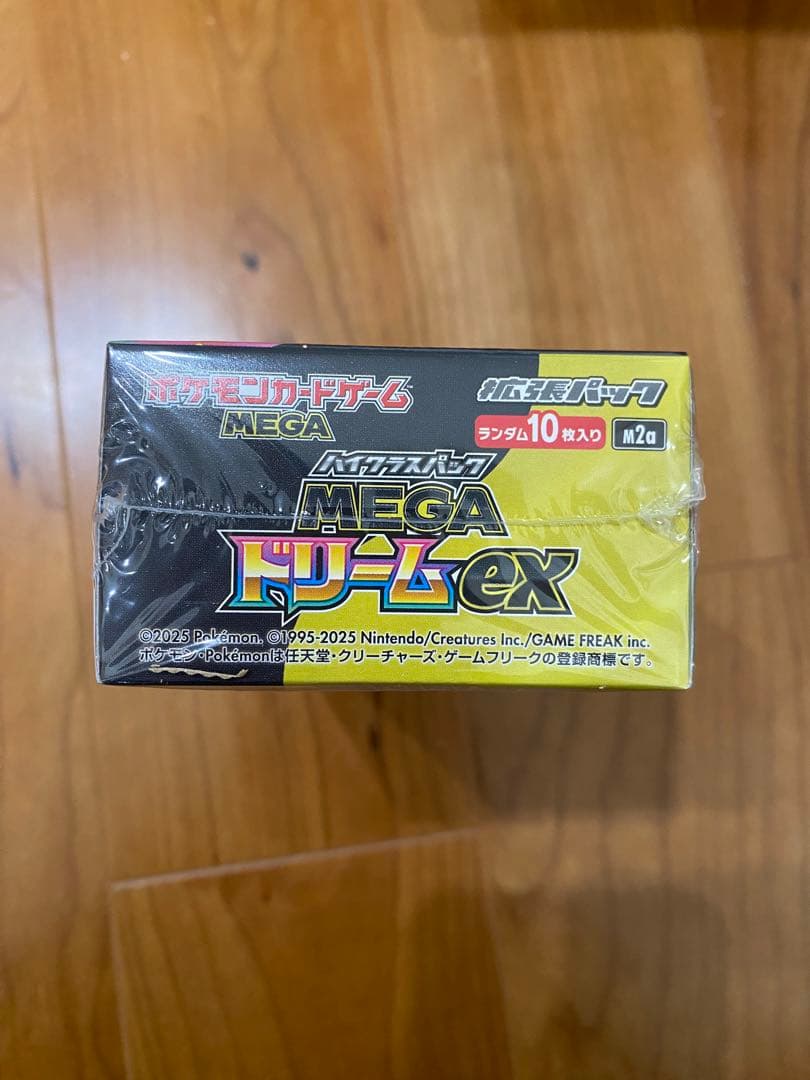 ポケモンカードゲーム
MEGA
拡張パック
ランダム10枚入り
M2a
ハイクラスパック
MEGA
ドリームex
©2025 Pokémon. ©1995-2025 Nintendo/Creatures Inc./GAME FREAK inc.
ポケモン・Pokémonは任天堂・クリーチャーズ・ゲームフリークの登録商標です。